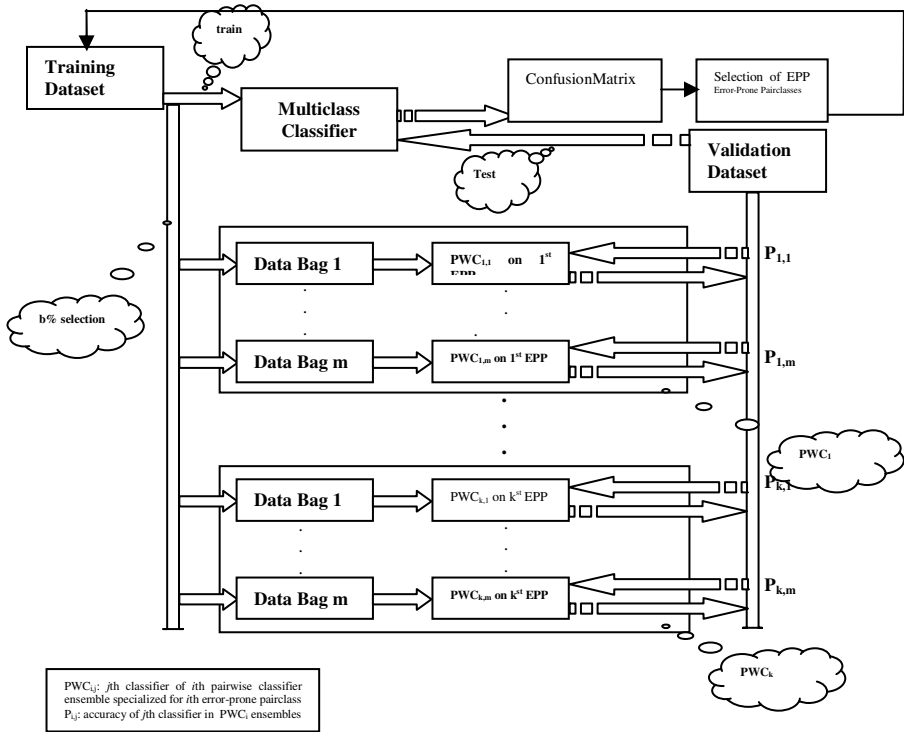 train
Training
Dataset
Multiclass
Classifier
ConfusionMatrix
Selection of EPP
Error-Prone Pairclasses
Validation
Dataset
Test
b% selection
Data Bag 1
PWC1,1 on 1st
EPP
P1,1
Data Bag m
PWC1,m on 1st EPP
P1,m
PWC1
Data Bag 1
PWCk,1 on kst EPP
Pk,1
Data Bag m
PWCk,m on kst EPP
Pk,m
PWCk
PWCi,j: jth classifier of ith pairwise classifier
ensemble specialized for ith error-prone pairclass
Pi,j: accuracy of jth classifier in PWCi ensembles